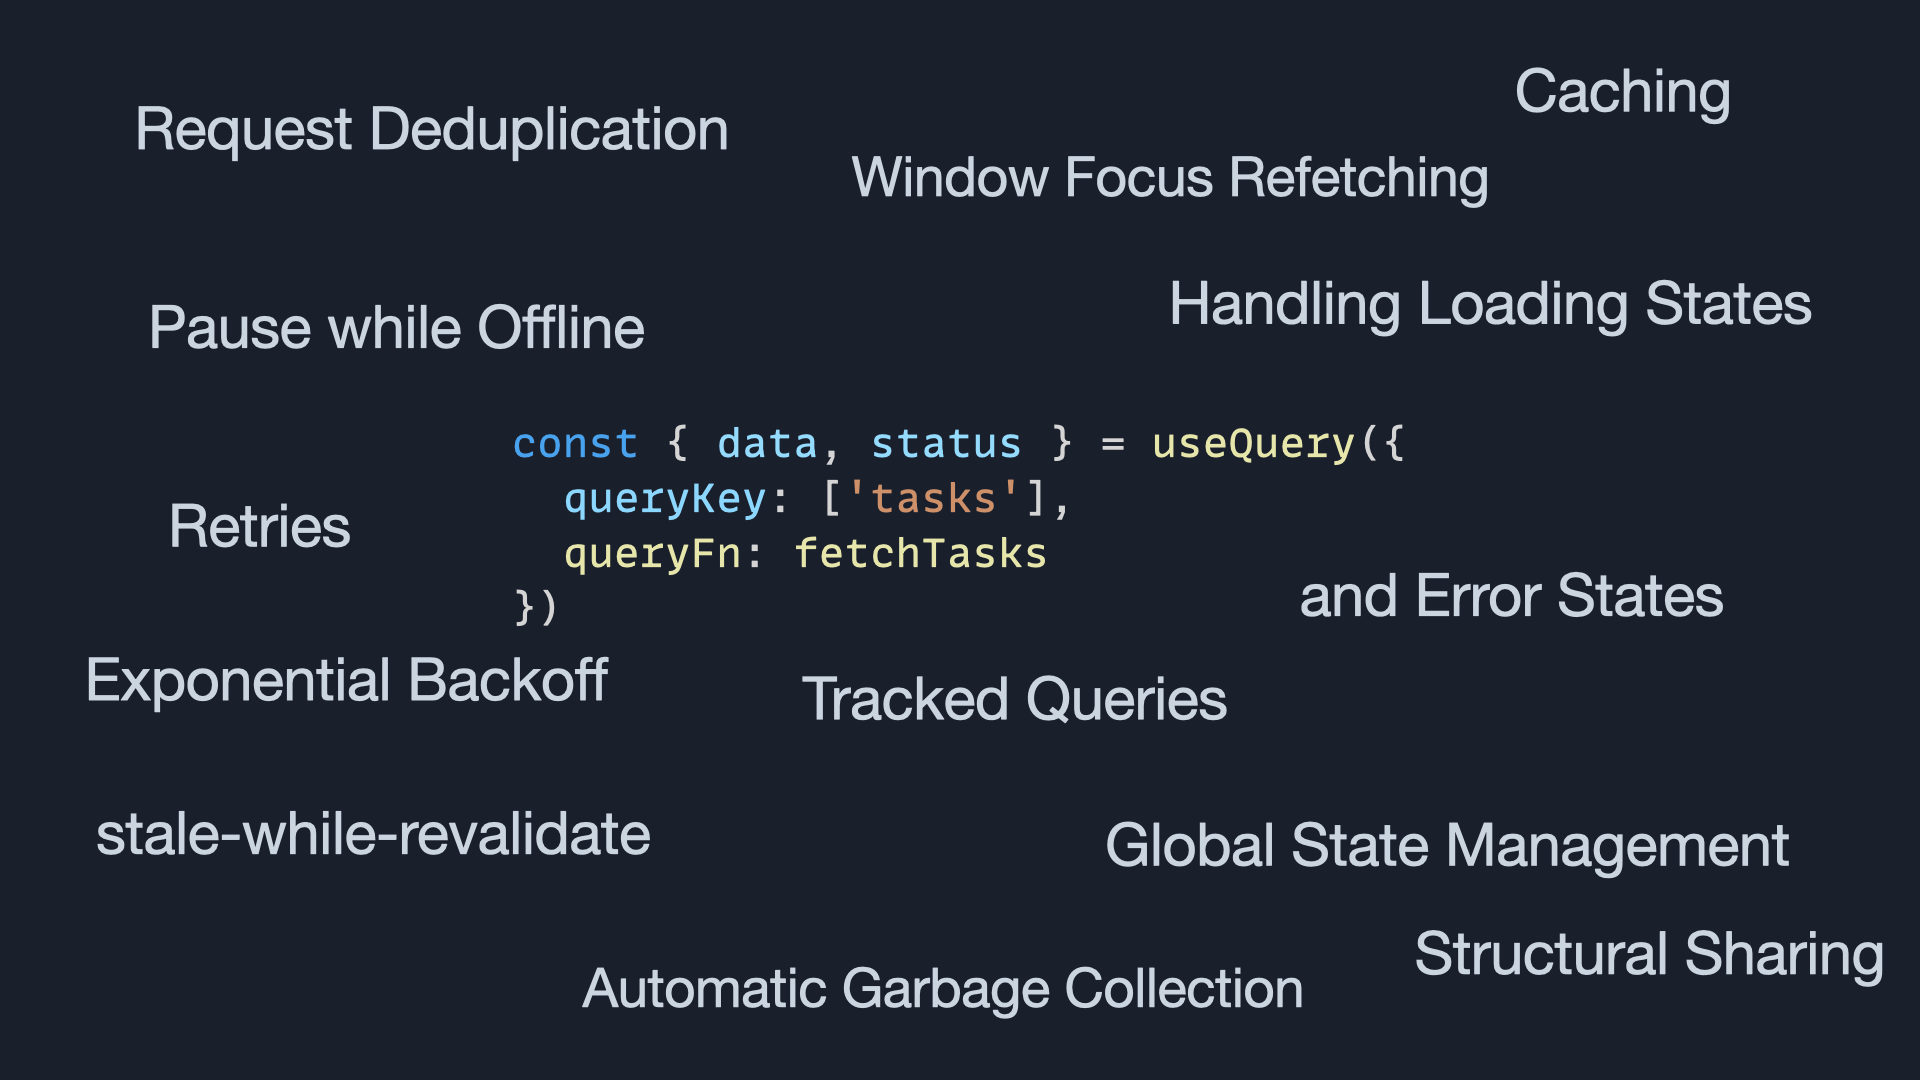 Caching
Request Deduplication
Window Focus Refetching
Handling Loading States
Pause while Offline
const { data, status } = useQuery({
  queryKey: ['tasks'],
  queryFn: fetchTasks
})
Retries
and Error States
Exponential Backoff
Tracked Queries
stale-while-revalidate
Global State Management
Structural Sharing
Automatic Garbage Collection